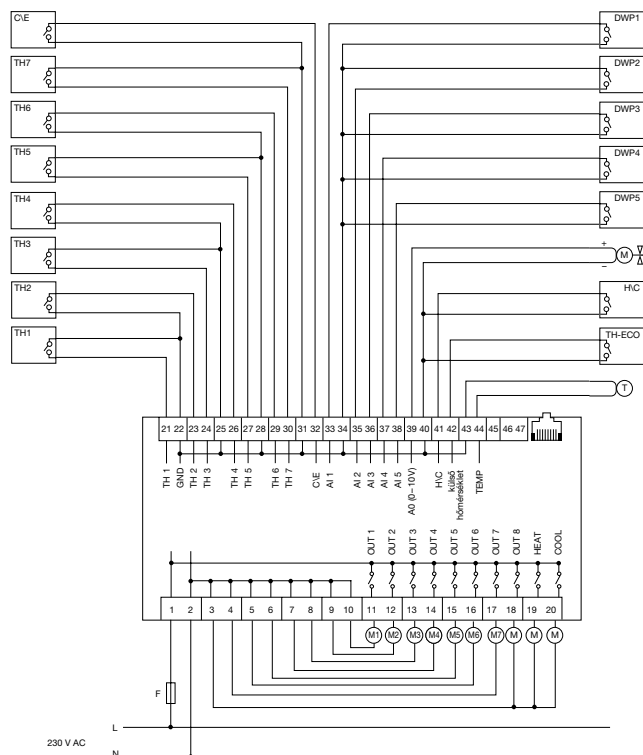 C\E
TH7
TH6
TH5
TH4
TH3
TH2
TH1
DWP1
DWP2
DWP3
DWP4
DWP5
+
M
–
H\C
TH-ECO
T
21 22 23 24 25 26 27 28 29 30 31 32 33 34 35 36 37 38 39 40 41 42 43 44 45 46 47
TH 1
GND
TH 2
TH 3
TH 4
TH 5
TH 6
TH 7
C\E
AI 1
AI 2
AI 3
AI 4
AI 5
A0 (0–10V)
H\C
külső
hőmérséklet
TEMP
OUT 1
OUT 2
OUT 3
OUT 4
OUT 5
OUT 6
OUT 7
OUT 8
HEAT
COOL
1 2 3 4 5 6 7 8 9 10 11 12 13 14 15 16 17 18 19 20
M1 M2 M3 M4 M5 M6 M7 M M M
F
L
230 V AC
N